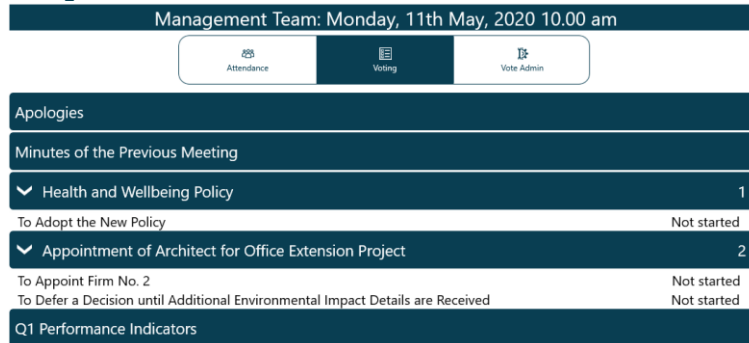 Management Team: Monday, 11th May, 2020 10.00 am
Attendance Voting Vote Admin
Apologies
Minutes of the Previous Meeting
Health and Wellbeing Policy 1
To Adopt the New Policy Not started
Appointment of Architect for Office Extension Project 2
To Appoint Firm No. 2 Not started
To Defer a Decision until Additional Environmental Impact Details are Received Not started
Q1 Performance Indicators